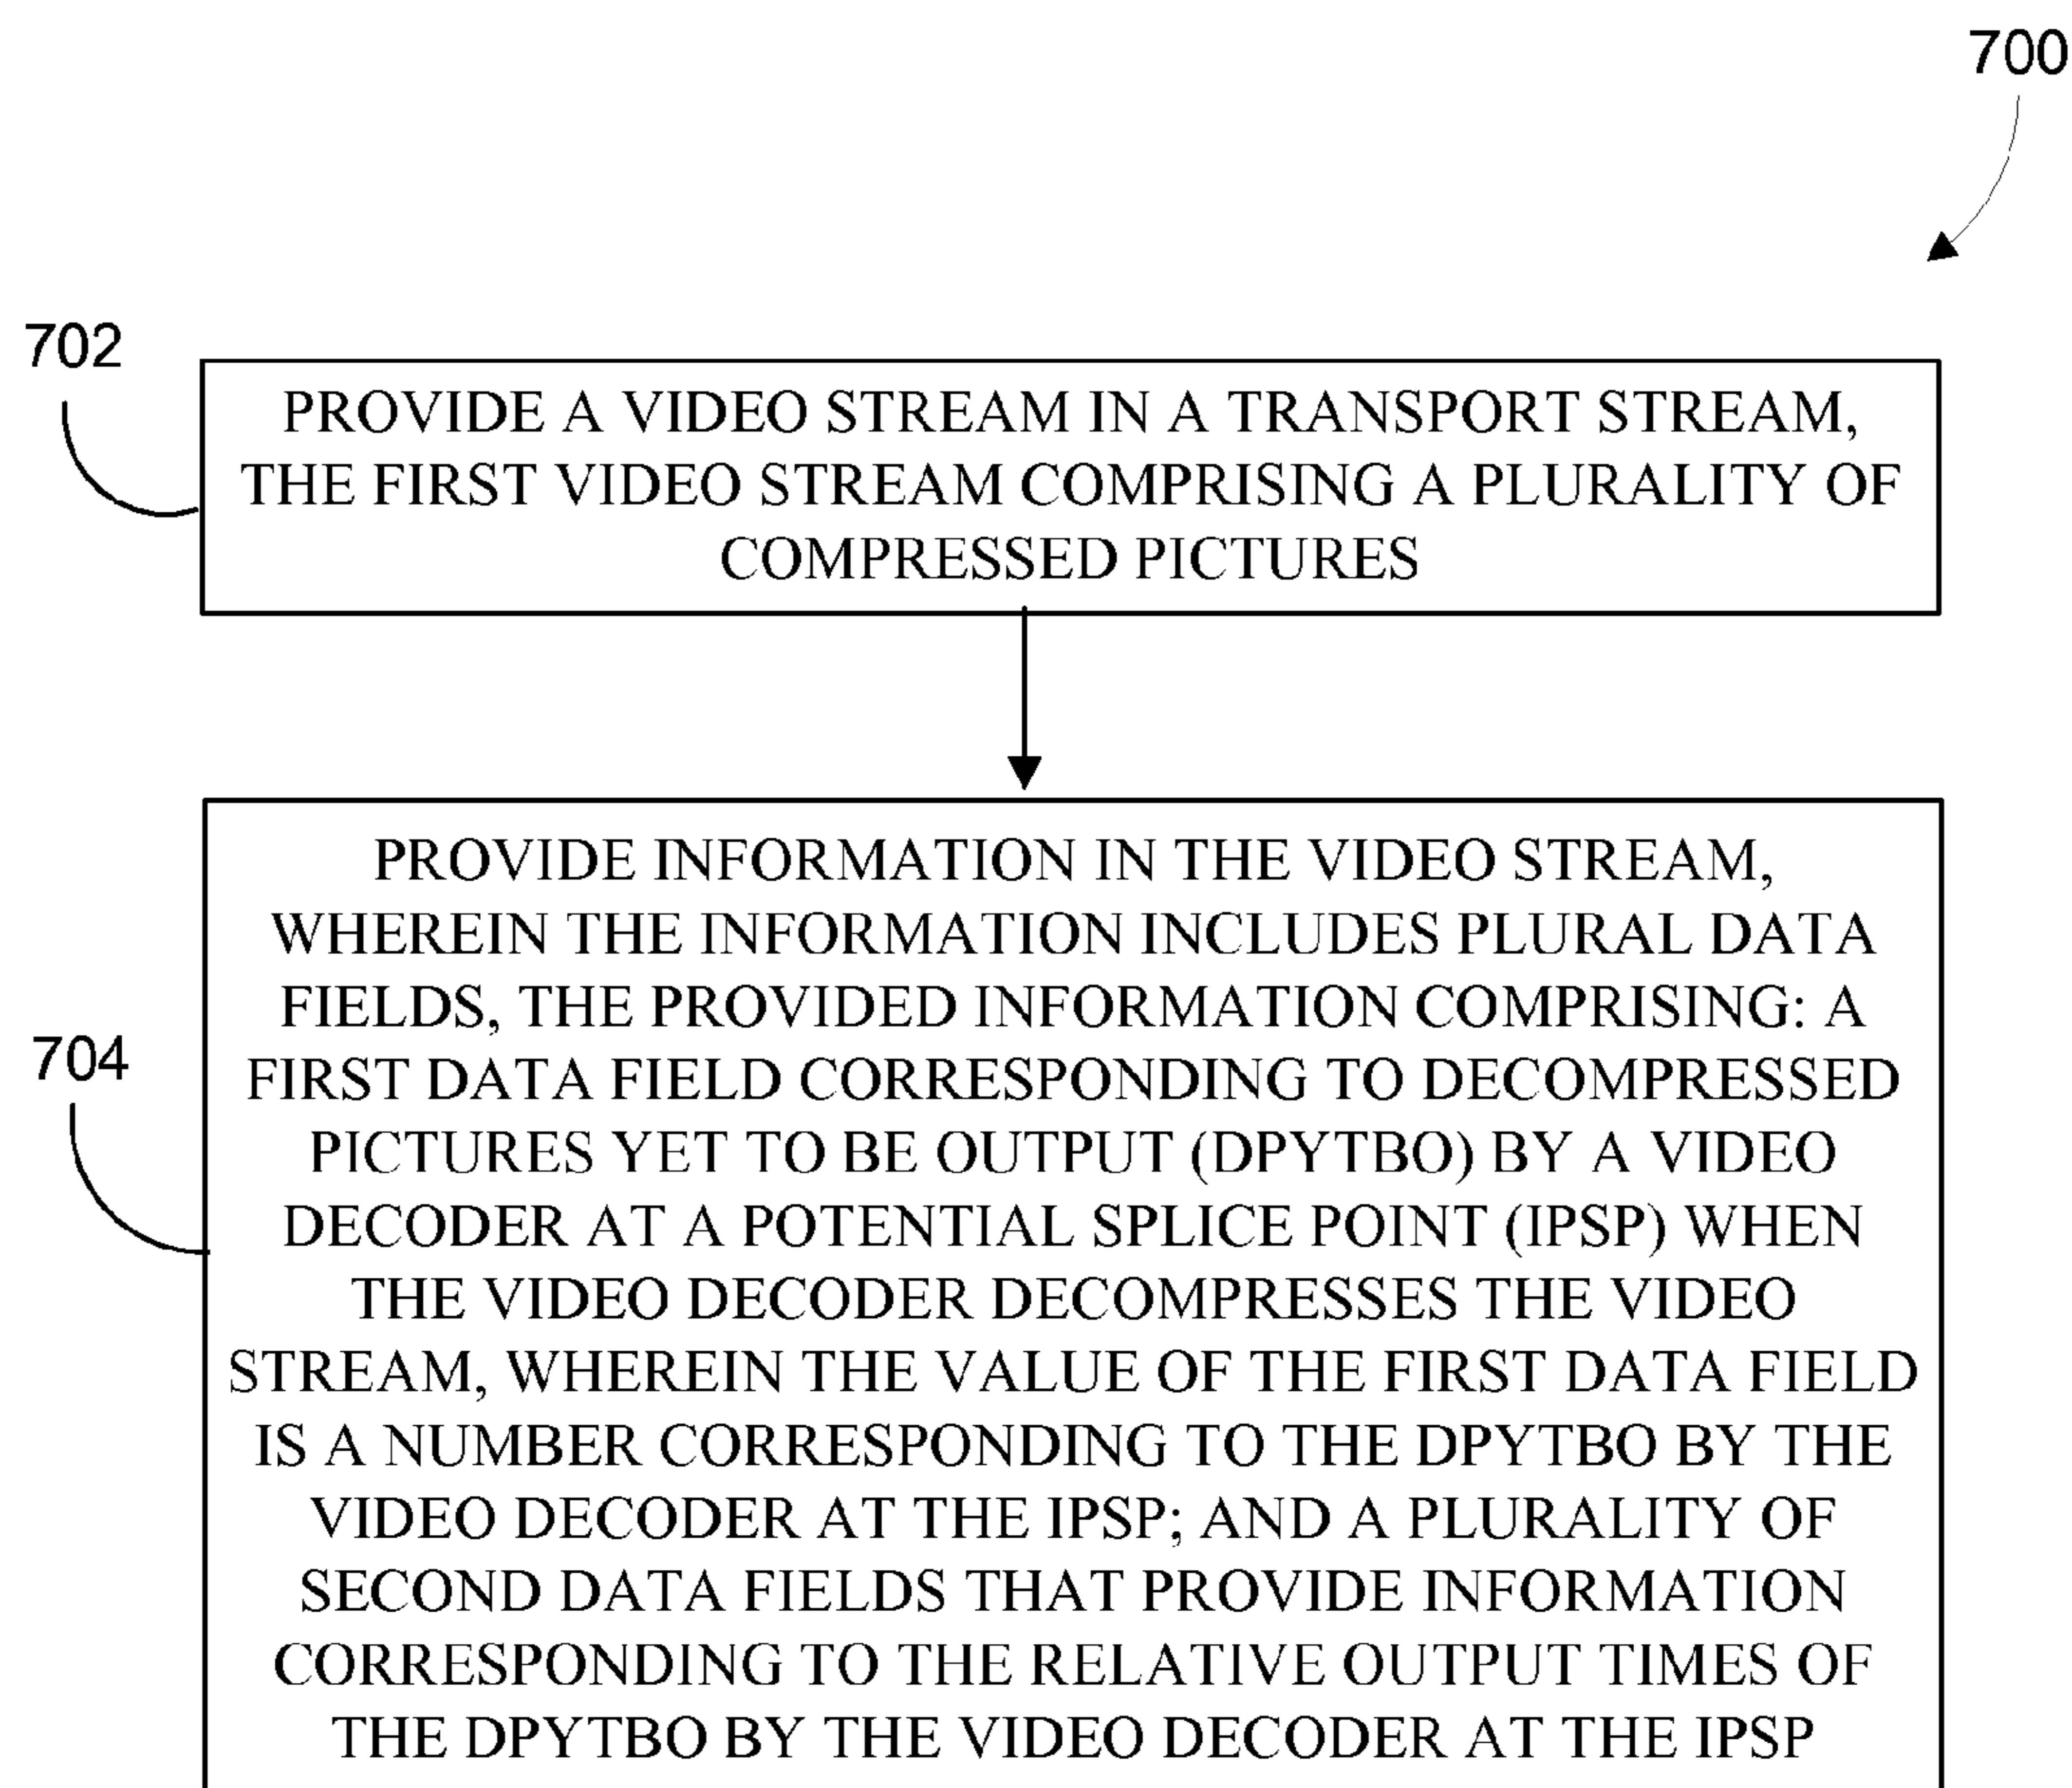 700
702
PROVIDE A VIDEO STREAM IN A TRANSPORT STREAM,
THE FIRST VIDEO STREAM COMPRISING A PLURALITY OF
COMPRESSED PICTURES
704
PROVIDE INFORMATION IN THE VIDEO STREAM,
WHEREIN THE INFORMATION INCLUDES PLURAL DATA
FIELDS, THE PROVIDED INFORMATION COMPRISING: A
FIRST DATA FIELD CORRESPONDING TO DECOMPRESSED
PICTURES YET TO BE OUTPUT (DPYTBO) BY A VIDEO
DECODER AT A POTENTIAL SPLICE POINT (IPSP) WHEN
THE VIDEO DECODER DECOMPRESSES THE VIDEO
STREAM, WHEREIN THE VALUE OF THE FIRST DATA FIELD
IS A NUMBER CORRESPONDING TO THE DPYTBO BY THE
VIDEO DECODER AT THE IPSP; AND A PLURALITY OF
SECOND DATA FIELDS THAT PROVIDE INFORMATION
CORRESPONDING TO THE RELATIVE OUTPUT TIMES OF
THE DPYTBO BY THE VIDEO DECODER AT THE IPSP